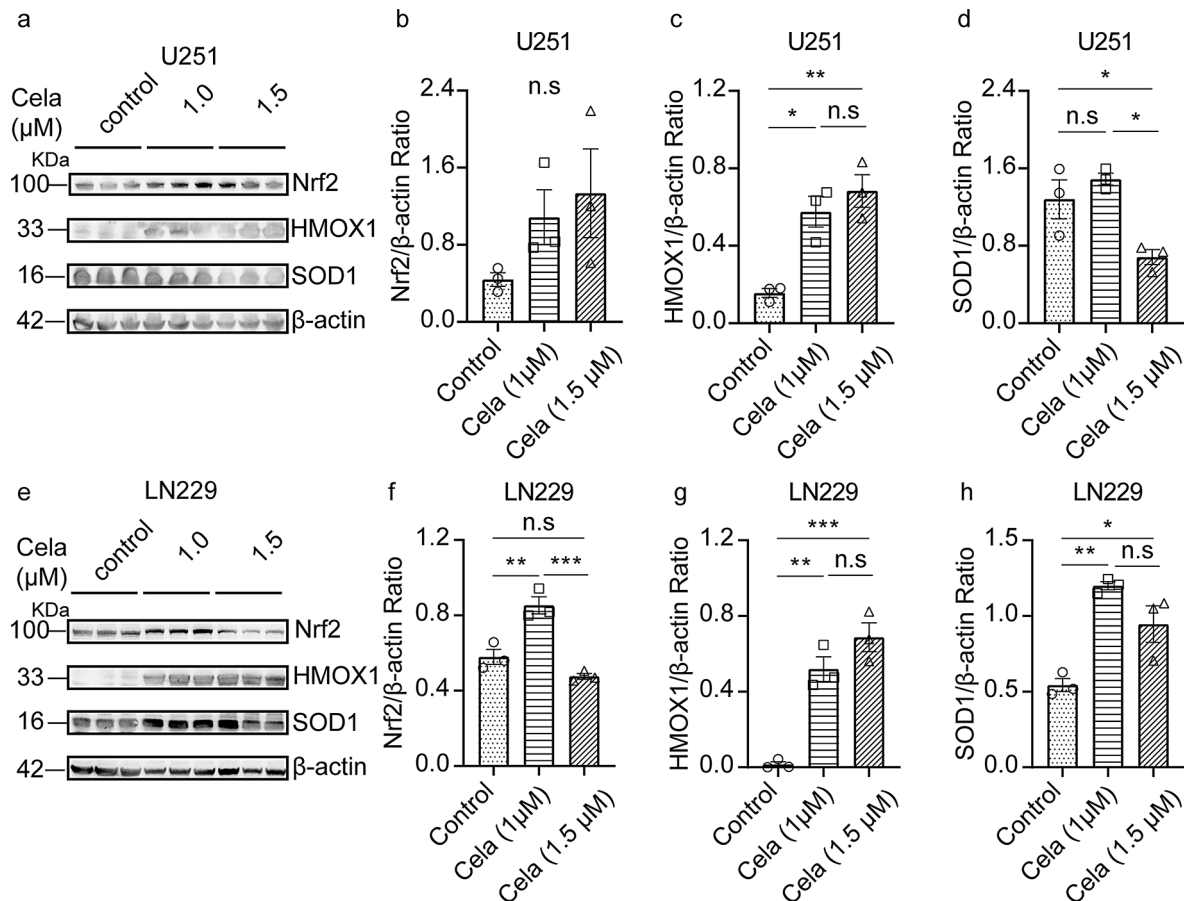 a
U251
Cela
(µM)
control
1.0
1.5
KDa
100
Nrf2
33
HMOX1
16
SOD1
42
β-actin
b
U251
n.s
Nrf2/β-actin Ratio
2.4
1.6
0.8
0.0
Control
Cela (1µM)
Cela (1.5 µM)
c
U251
**
*
n.s
HMOX1/β-actin Ratio
1.2
0.8
0.4
0.0
Control
Cela (1µM)
Cela (1.5 µM)
d
U251
*
n.s
*
SOD1/β-actin Ratio
2.4
1.6
0.8
0.0
Control
Cela (1µM)
Cela (1.5 µM)
e
LN229
Cela
(µM)
control
1.0
1.5
KDa
100
Nrf2
33
HMOX1
16
SOD1
42
β-actin
f
LN229
n.s
**
***
Nrf2/β-actin Ratio
1.2
0.8
0.4
0.0
Control
Cela (1µM)
Cela (1.5 µM)
g
LN229
***
**
n.s
HMOX1/β-actin Ratio
1.2
0.8
0.4
0.0
Control
Cela (1µM)
Cela (1.5 µM)
h
LN229
*
**
n.s
SOD1/β-actin Ratio
1.5
1.0
0.5
0.0
Control
Cela (1µM)
Cela (1.5 µM)